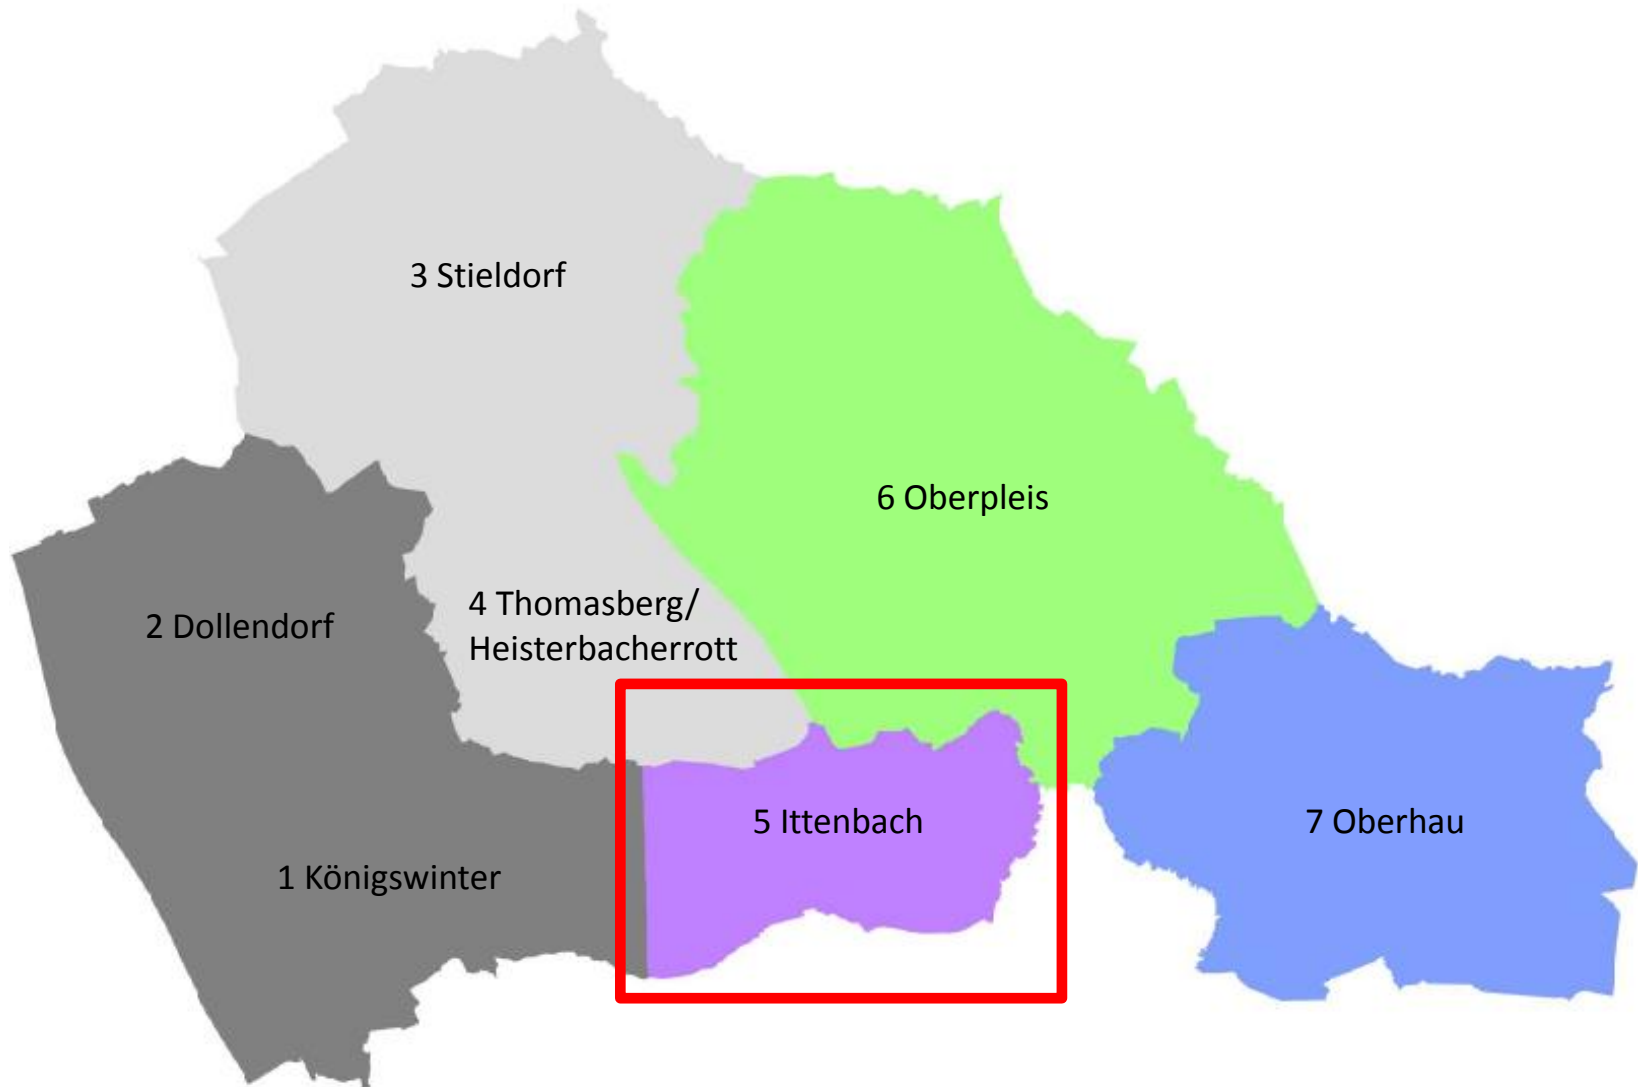 3 Stieldorf
6 Oberpleis
4 Thomasberg/
Heisterbacherrott
2 Dollendorf
5 Ittenbach
7 Oberhau
1 Königswinter